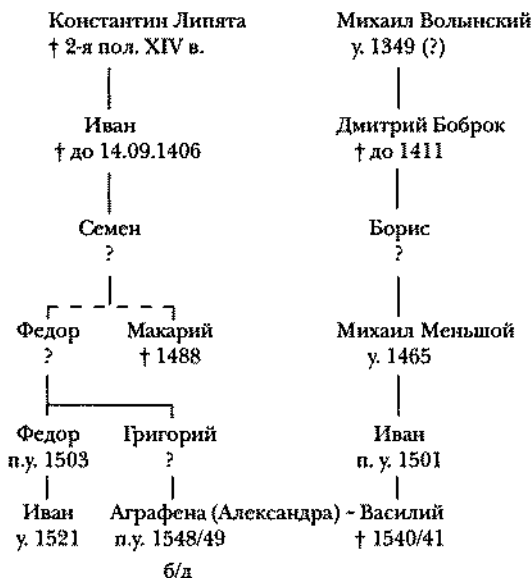 Константин Липята Михаил Волынский
† 2-я пол. XIV в. у. 1349 (?)
Иван Дмитрий Боброк
† до 14.09.1406 † до 1411
Семен Борис
? ?
Федор Макарий Михаил Меньшой
? † 1488 у. 1465
Федор Григорий Иван
п.у. 1503 ? п. у. 1501
Иван Аграфена (Александра) ~ Василий
у. 1521 п.у. 1548/49 † 1540/41
б/д